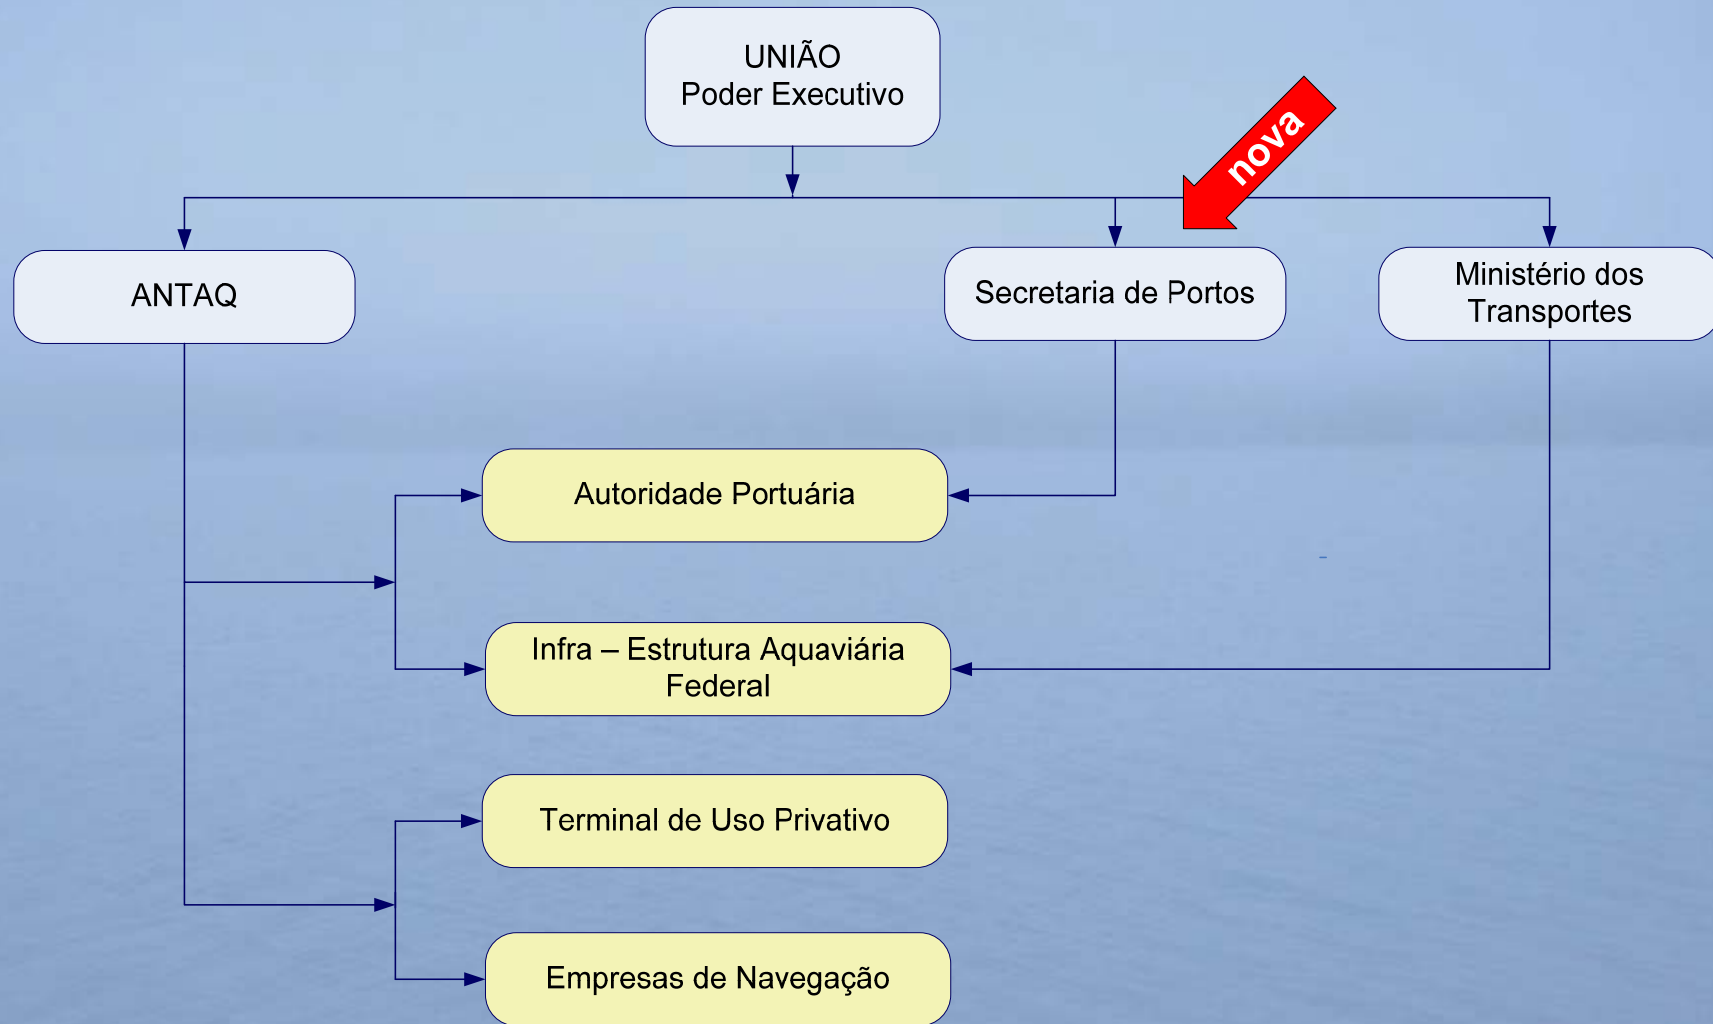 UNIÃO
Poder Executivo
nova
ANTAQ
Secretaria de Portos
Ministério dos
Transportes
Autoridade Portuária
Infra – Estrutura Aquaviária
Federal
Terminal de Uso Privativo
Empresas de Navegação